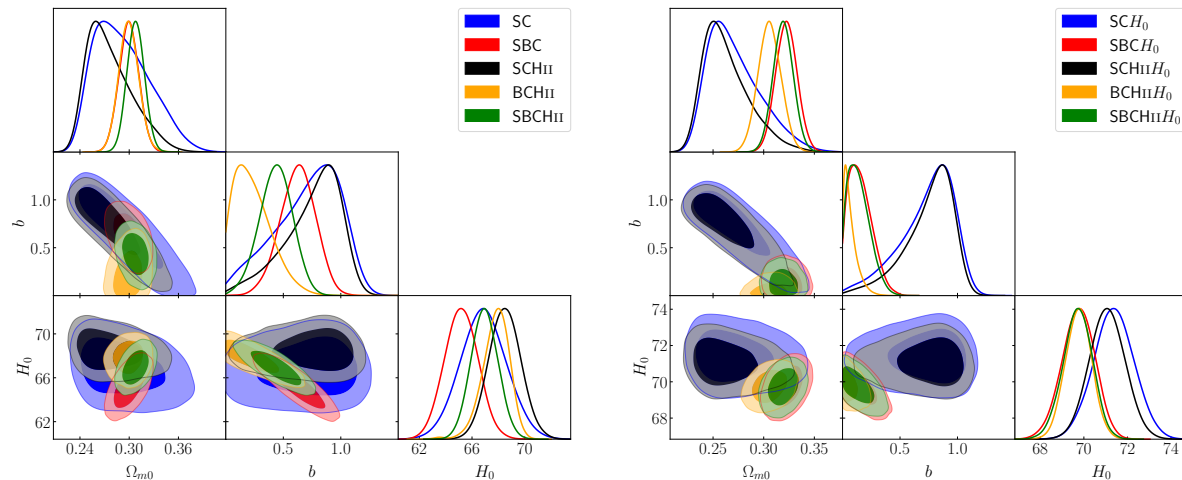 SC
SBC
SCHII
BCHII
SBCHII
1.0
0.5
b
70
66
62
H₀
0.24
0.30
0.36
Ωm0
0.5
1.0
b
62
66
70
H₀
SCH₀
SBCH₀
SCHIIH₀
BCHIIH₀
SBCHIIH₀
1.0
0.5
b
74
72
70
68
H₀
0.25
0.30
0.35
Ωm0
0.5
1.0
b
68
70
72
74
H₀